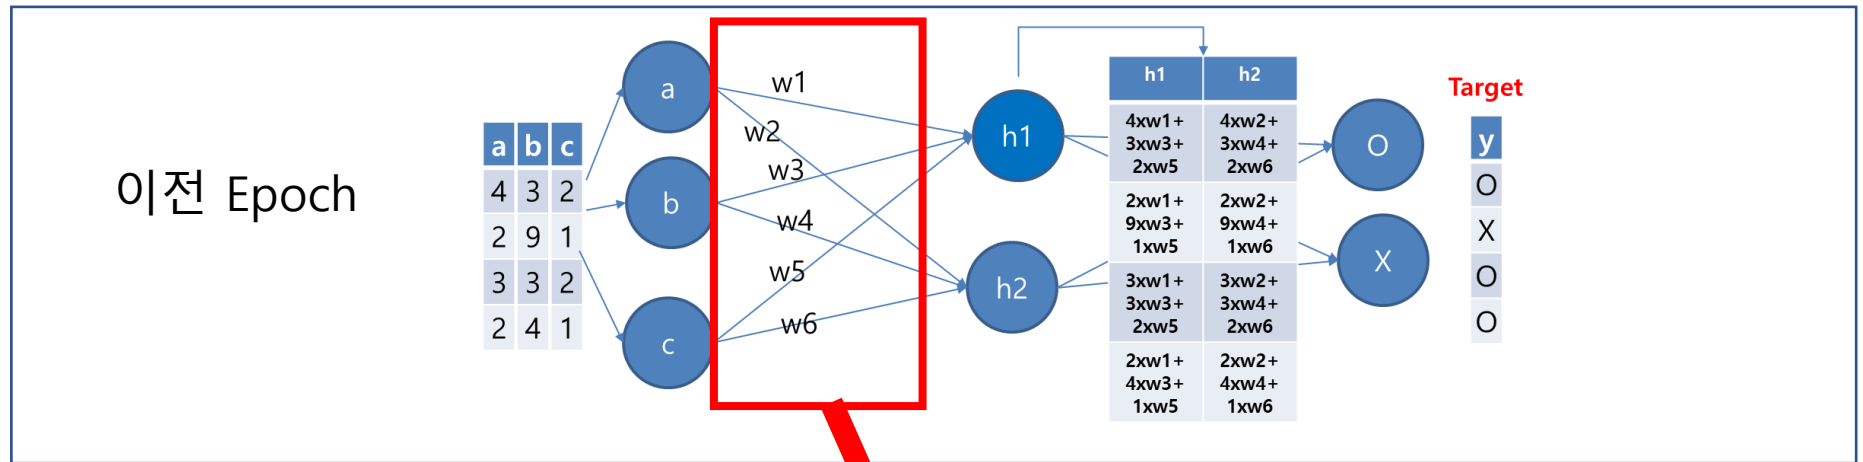 이전 Epoch
a b c
4 3 2
2 9 1
3 3 2
2 4 1
a
b
c
w1
w2
w3
w4
w5
w6
h1
h2
h1 h2
4xw1+ 4xw2+
3xw3+ 3xw4+
2xw5 2xw6
2xw1+ 2xw2+
9xw3+ 9xw4+
1xw5 1xw6
3xw1+ 3xw2+
3xw3+ 3xw4+
2xw5 2xw6
2xw1+ 2xw2+
4xw3+ 4xw4+
1xw5 1xw6
O
X
Target
y
O
X
O
O